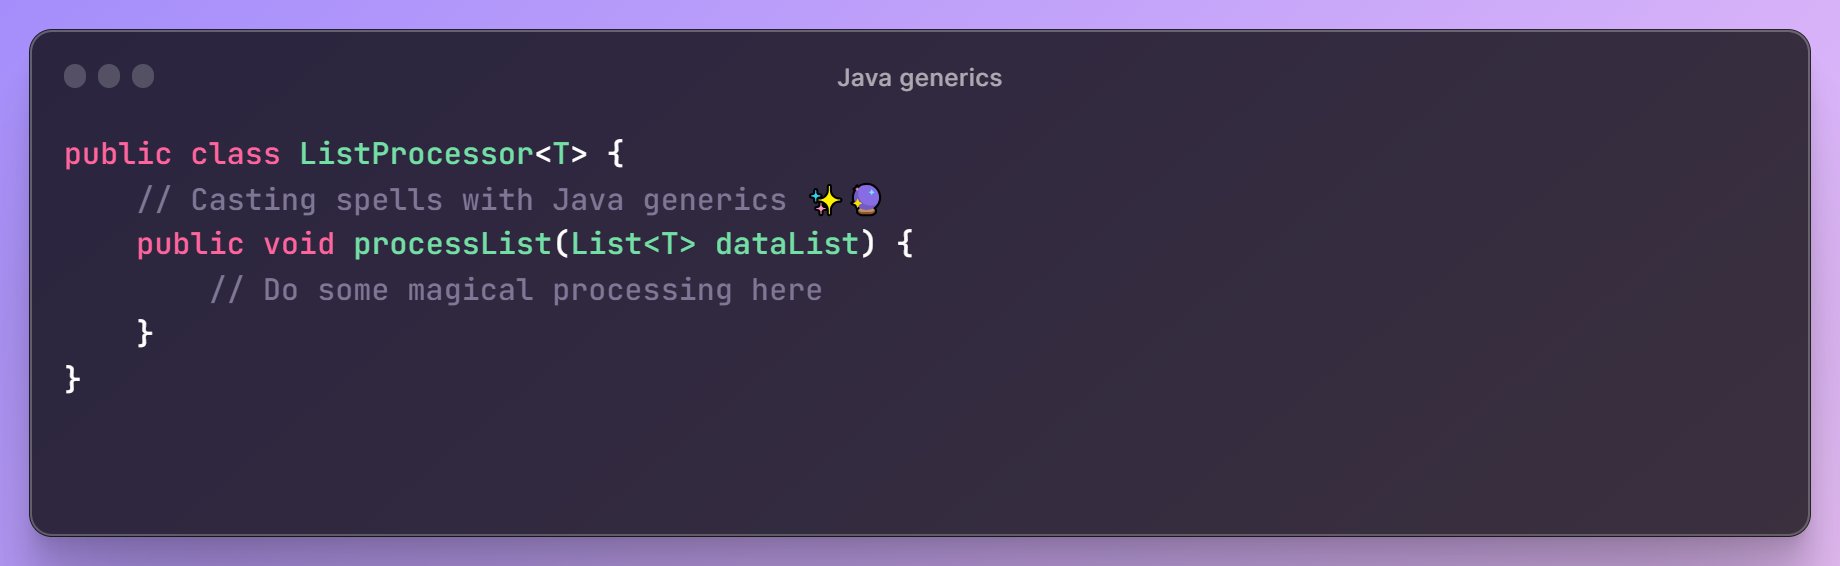 Java generics
public class ListProcessor<T> {
    // Casting spells with Java generics ✨🔮
    public void processList(List<T> dataList) {
        // Do some magical processing here
    }
}